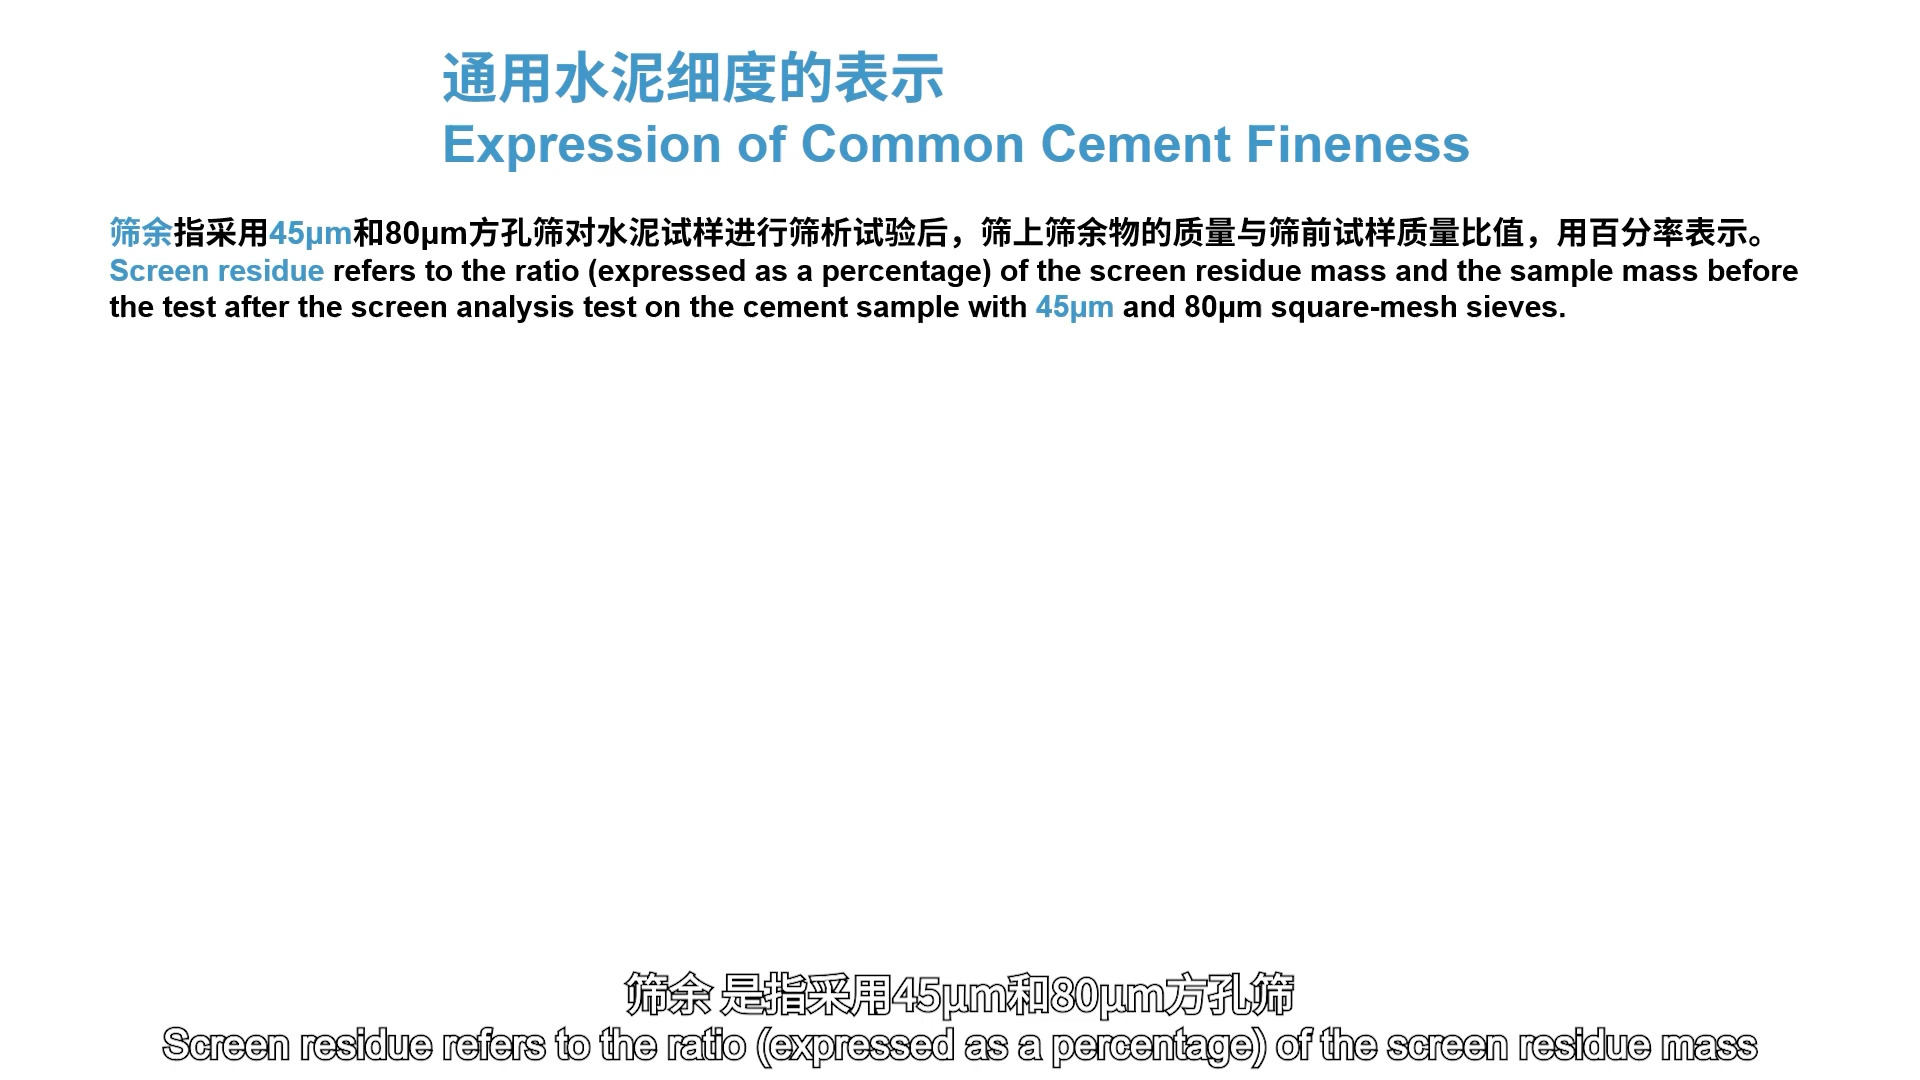 通用水泥细度的表示
Expression of Common Cement Fineness
筛余指采用45μm和80μm方孔筛对水泥试样进行筛析试验后，筛上筛余物的质量与筛前试样质量比值，用百分率表示。
Screen residue refers to the ratio (expressed as a percentage) of the screen residue mass and the sample mass before
the test after the screen analysis test on the cement sample with 45μm and 80μm square-mesh sieves.
筛余 是指采用45μm和80μm方孔筛
Screen residue refers to the ratio (expressed as a percentage) of the screen residue mass